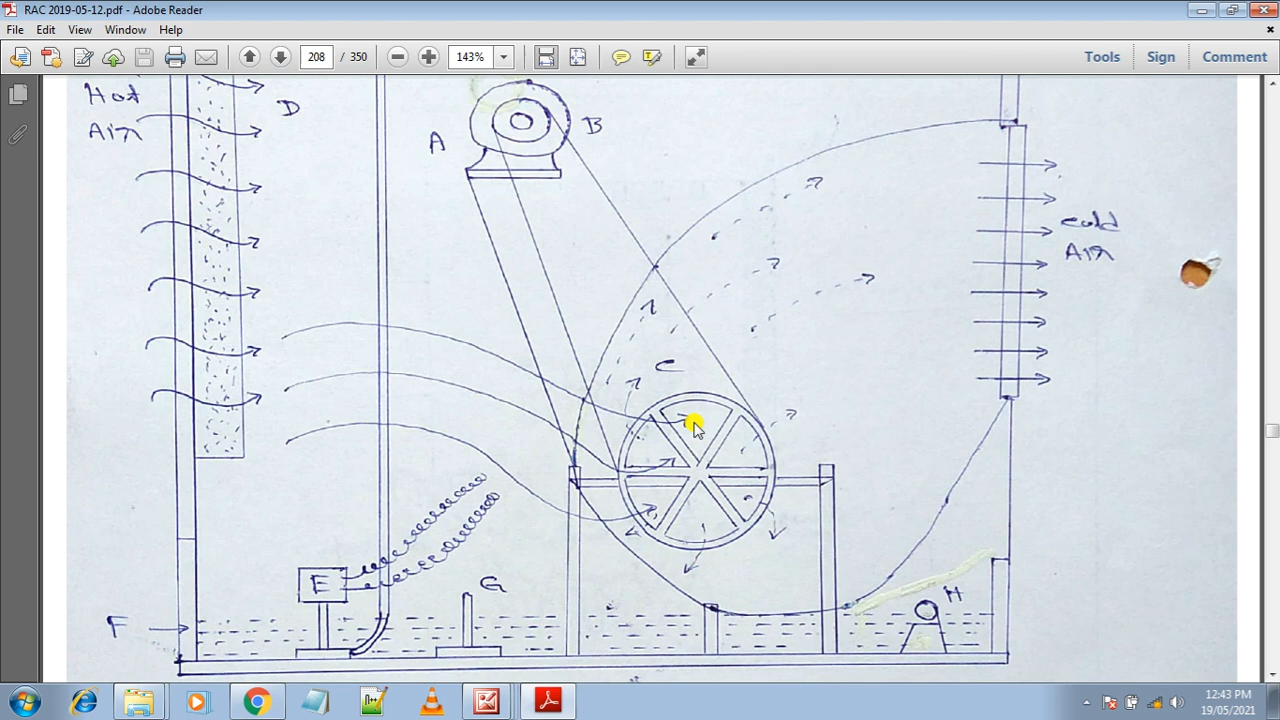 RAC 2019-05-12.pdf - Adobe Reader
File Edit View Window Help
208 / 350 143% Tools Sign Comment
Hot
Air
D
A
B
C
Cold
Air
E
F
G
H
12:43 PM
19/05/2021